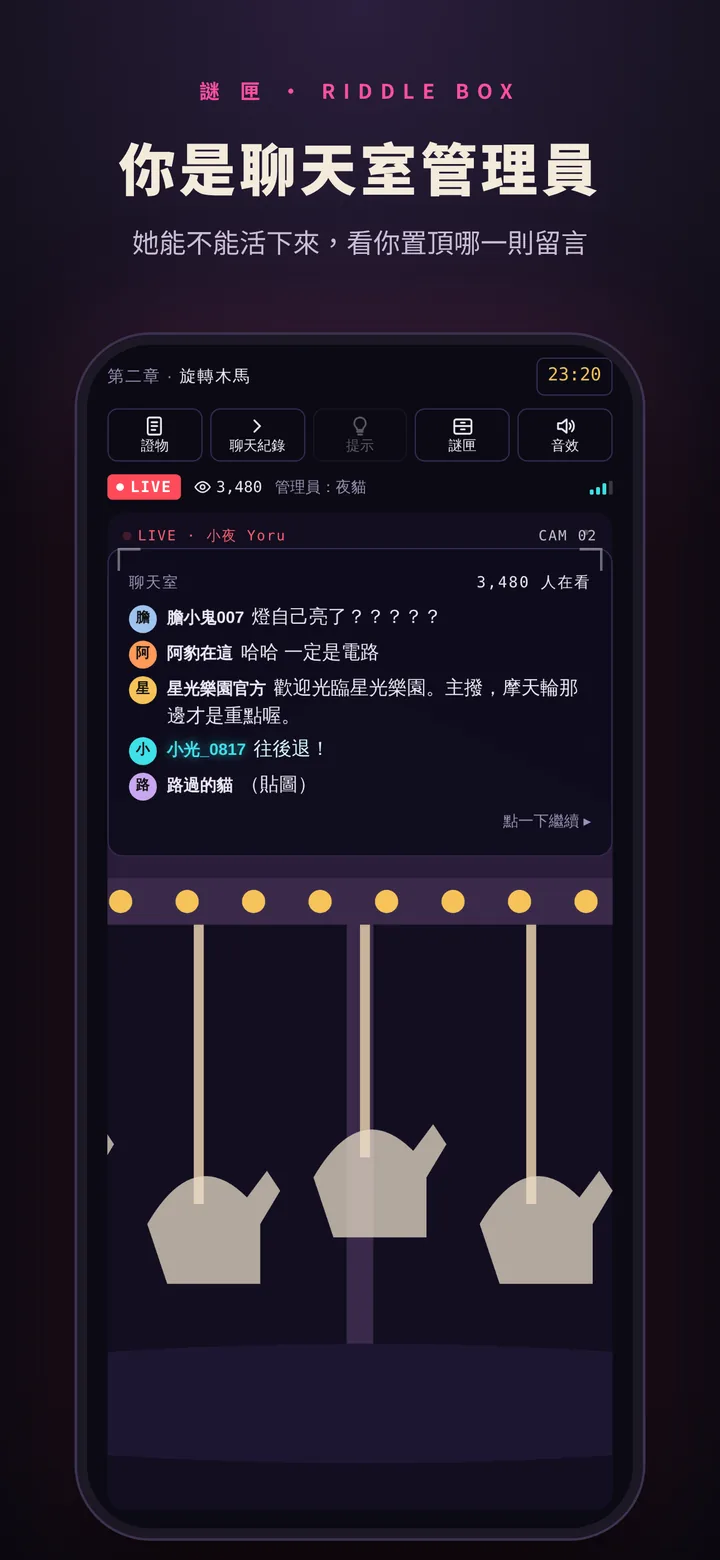 謎匣 • RIDDLE BOX
你是聊天室管理員
她能不能活下來，看你置頂哪一則留言
第二章 · 旋轉木馬
23:20
證物
聊天紀錄
提示
謎匣
音效
LIVE
3,480
管理員：夜貓
LIVE · 小夜 Yoru
CAM 02
聊天室
3,480 人在看
膽
膽小鬼007 燈自己亮了？？？？？
阿
阿豹在這 哈哈 一定是電路
星
星光樂園官方 歡迎光臨星光樂園。主撥，摩天輪那
邊才是重點喔。
小
小光_0817 往後退！
路
路過的貓 （貼圖）
點一下繼續 ▸